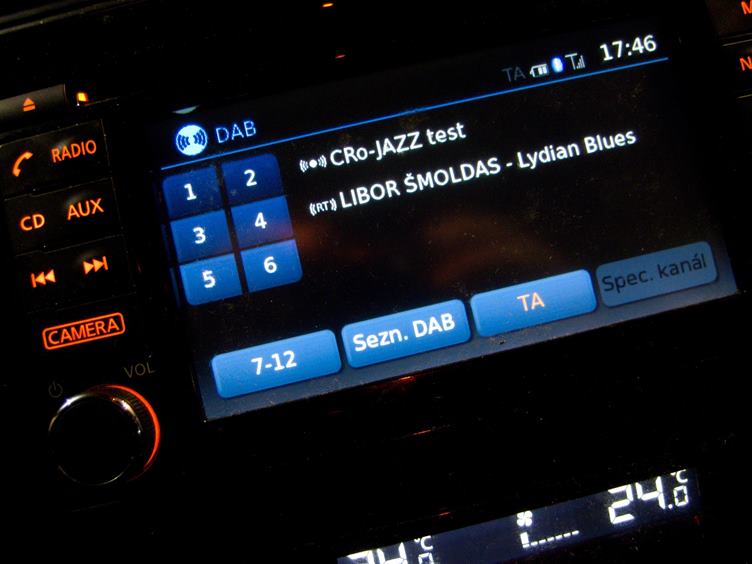 TA 17:46
DAB
CRo-JAZZ test
LIBOR ŠMOLDAS - Lydian Blues
1 2
3 4
5 6
7-12 Sezn. DAB TA Spec. kanál
RADIO
CD AUX
CAMERA
VOL
24.0 °C
°C